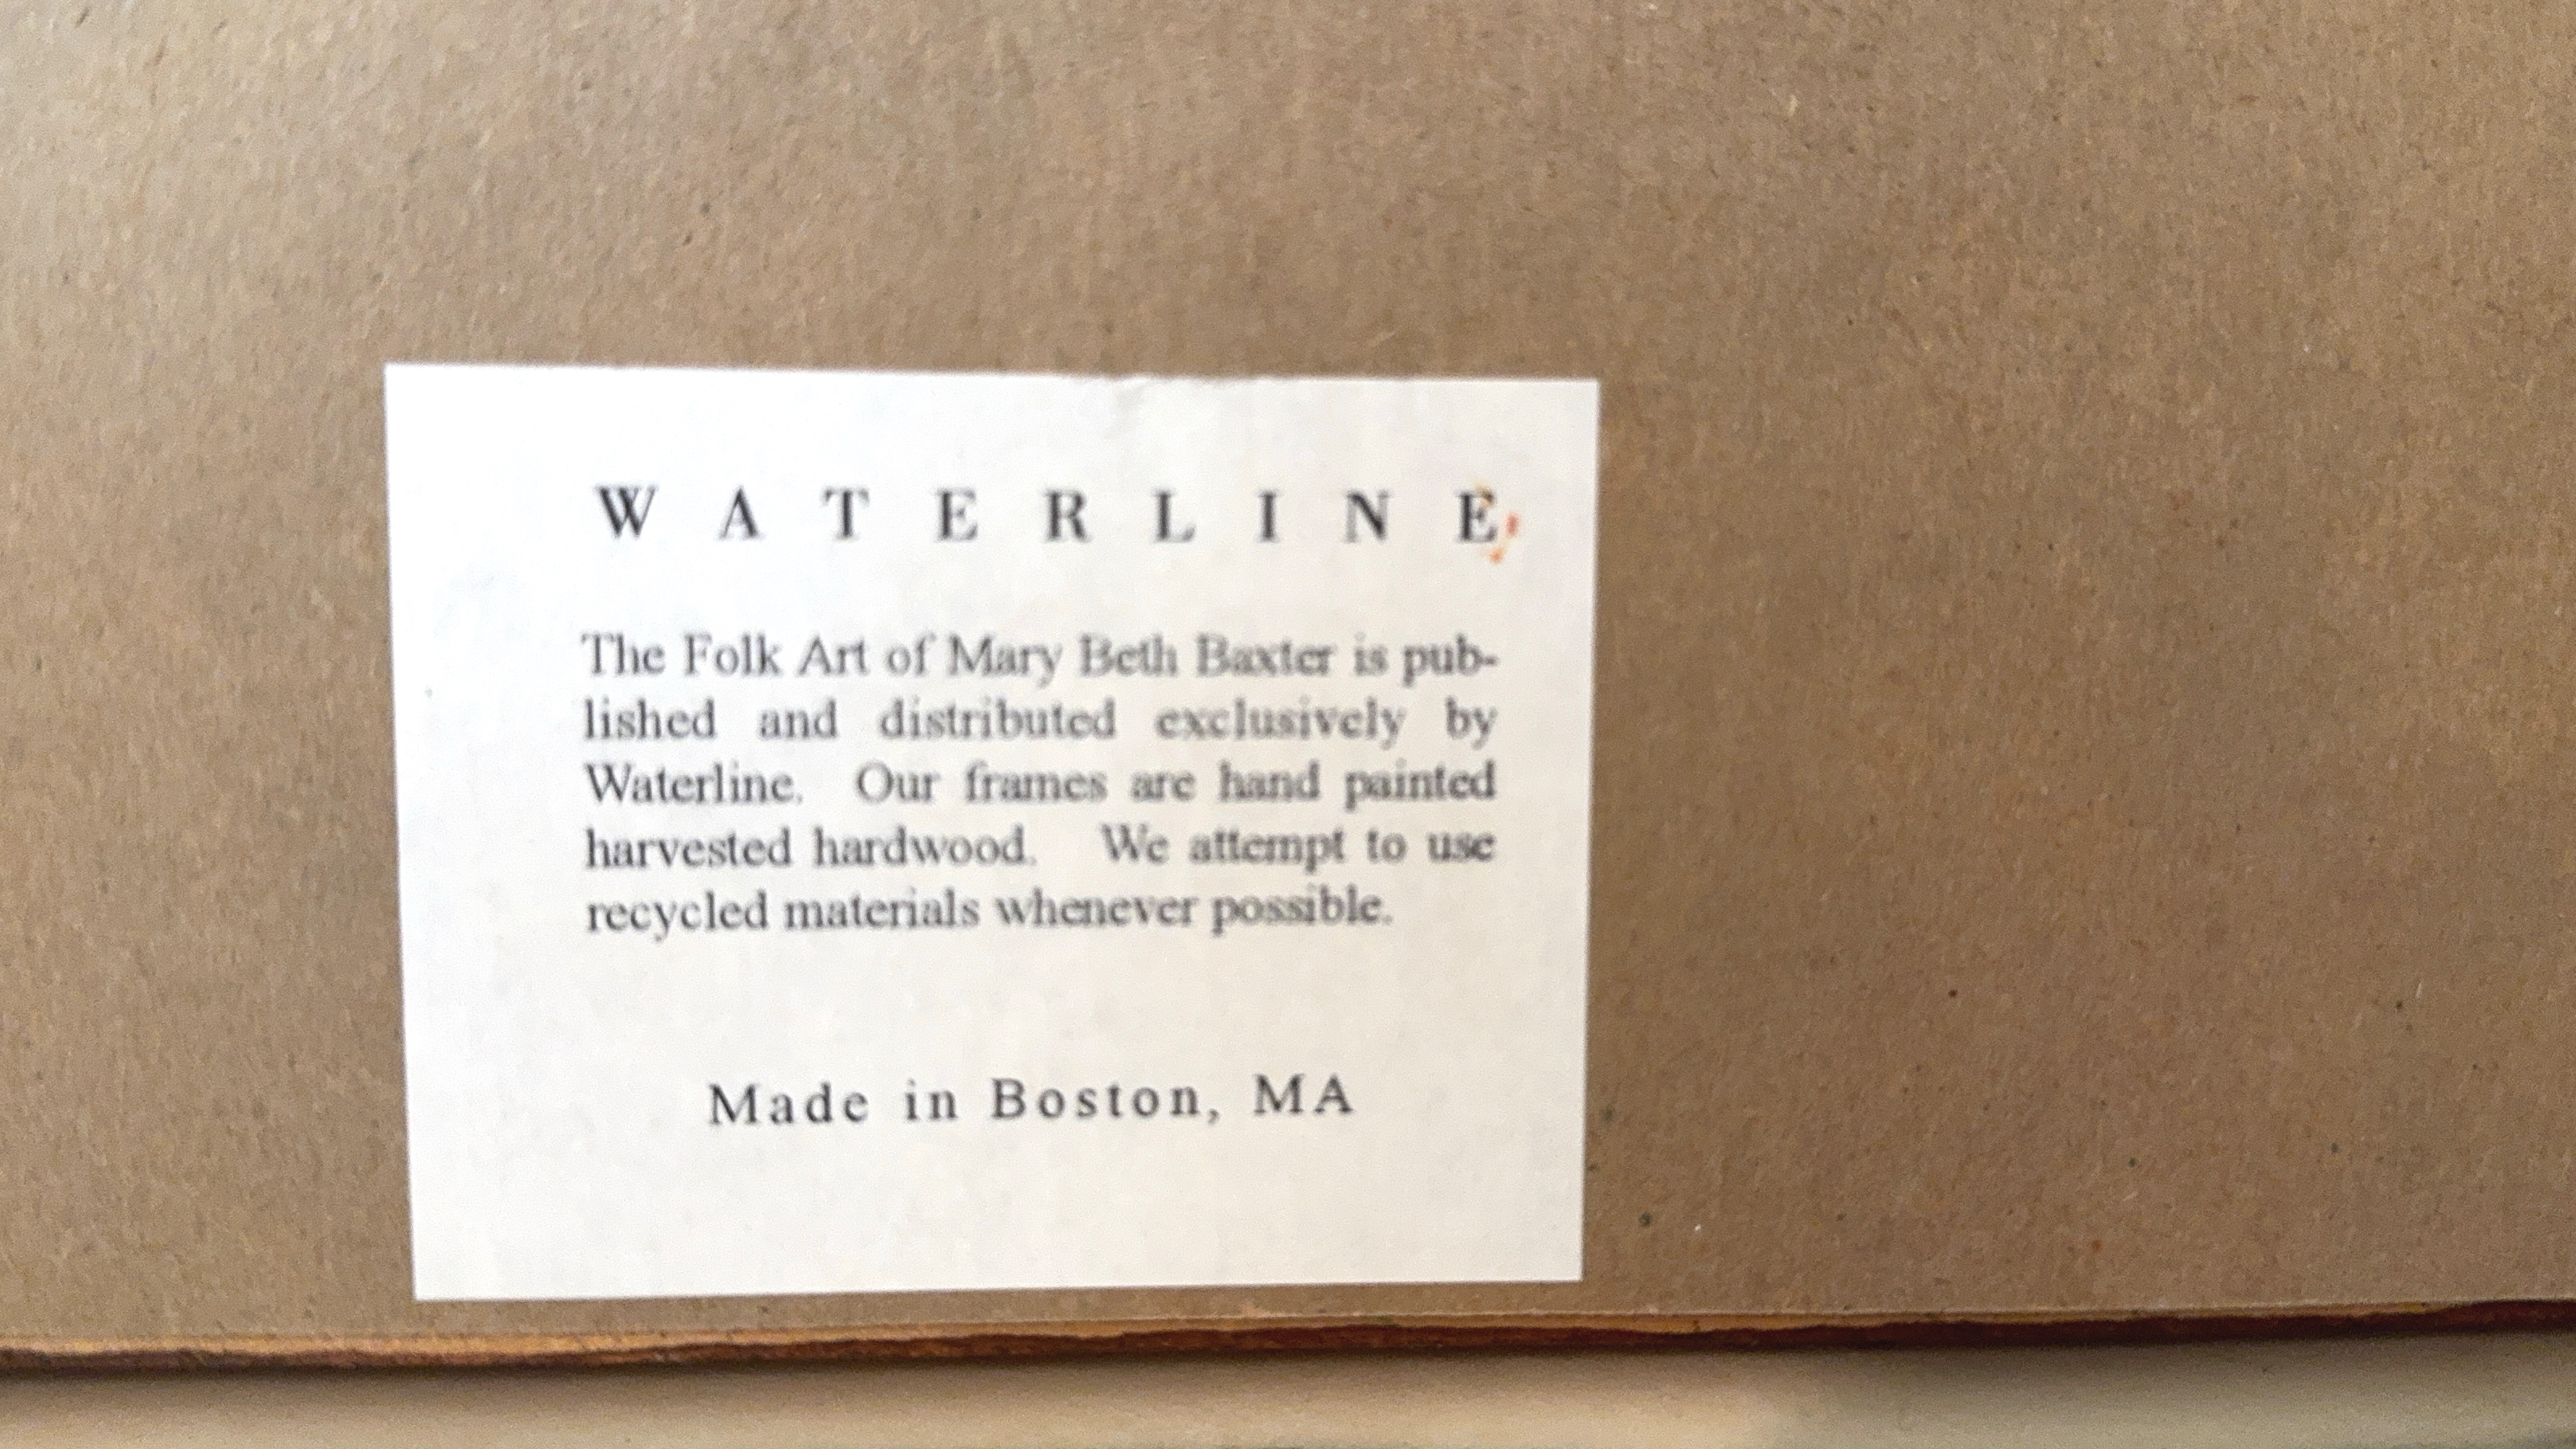 W A T E R L I N E
The Folk Art of Mary Beth Baxter is pub-
lished and distributed exclusively by
Waterline. Our frames are hand painted
harvested hardwood. We attempt to use
recycled materials whenever possible.
Made in Boston, MA